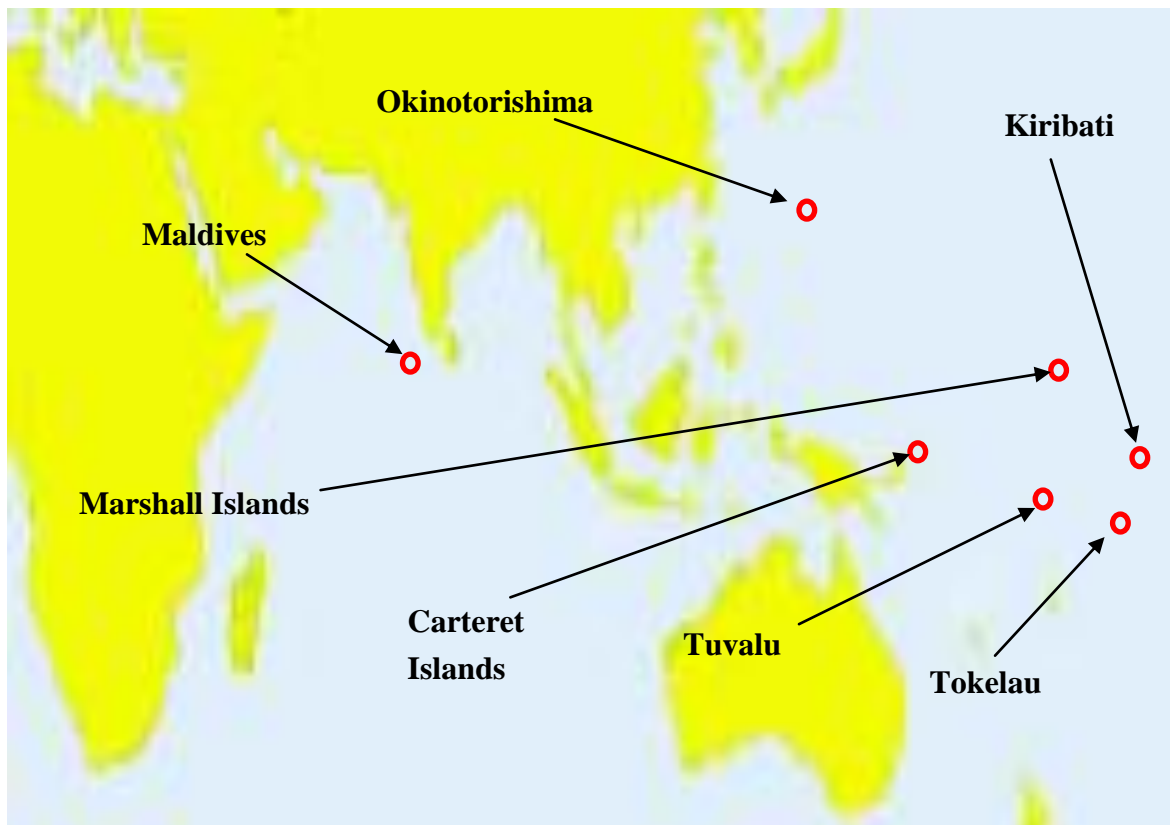 Okinotorishima
Kiribati
Maldives
Marshall Islands
Carteret
Islands
Tuvalu
Tokelau